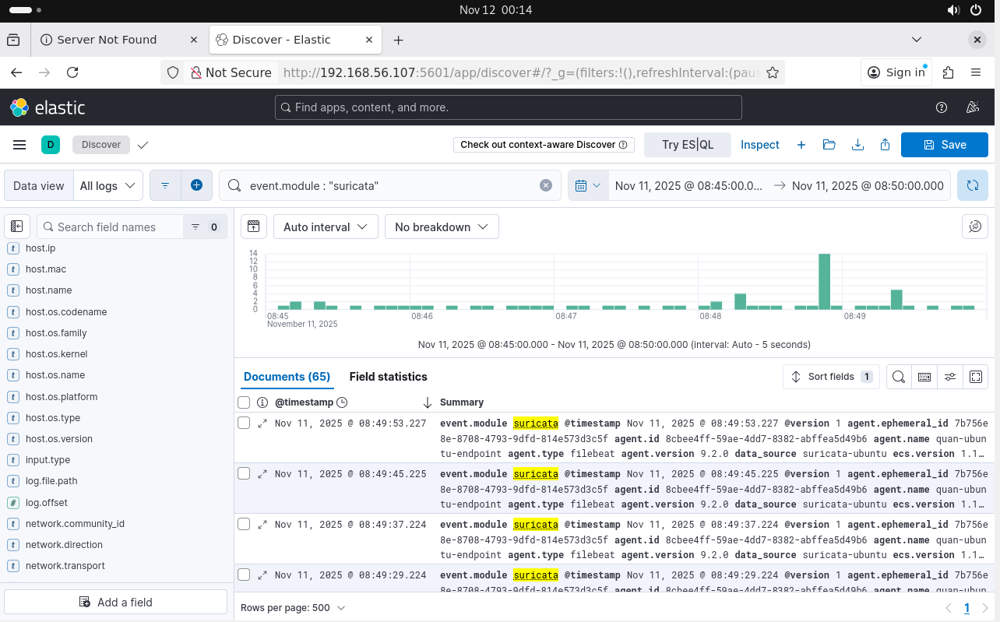 Nov 12 00:14
Server Not Found
Discover - Elastic
Not Secure
http://192.168.56.107:5601/app/discover#/?_g=(filters:!(),refreshInterval:(paus
Sign in
elastic
Find apps, content, and more.
D
Discover
Check out context-aware Discover
Try ES|QL
Inspect
Save
Data view
All logs
event.module : "suricata"
Nov 11, 2025 @ 08:45:00.0...
Nov 11, 2025 @ 08:50:00.000
Search field names
0
Auto interval
No breakdown
t host.ip
t host.mac
t host.name
t host.os.codename
t host.os.family
t host.os.kernel
t host.os.name
t host.os.platform
t host.os.type
t host.os.version
t input.type
t log.file.path
# log.offset
t network.community_id
t network.direction
t network.transport
Add a field
14
12
10
8
6
4
2
0
08:45
08:46
08:47
08:48
08:49
November 11, 2025
Nov 11, 2025 @ 08:45:00.000 - Nov 11, 2025 @ 08:50:00.000 (interval: Auto - 5 seconds)
Documents (65)
Field statistics
Sort fields 1
@timestamp
Summary
Nov 11, 2025 @ 08:49:53.227
event.module suricata @timestamp Nov 11, 2025 @ 08:49:53.227 @version 1 agent.ephemeral_id 7b756e
8e-8708-4793-9dfd-814e573d3c5f agent.id 8cbee4ff-59ae-4dd7-8382-abffea5d49b6 agent.name quan-ubun
tu-endpoint agent.type filebeat agent.version 9.2.0 data_source suricata-ubuntu ecs.version 1.1…
Nov 11, 2025 @ 08:49:45.225
event.module suricata @timestamp Nov 11, 2025 @ 08:49:45.225 @version 1 agent.ephemeral_id 7b756e
8e-8708-4793-9dfd-814e573d3c5f agent.id 8cbee4ff-59ae-4dd7-8382-abffea5d49b6 agent.name quan-ubun
tu-endpoint agent.type filebeat agent.version 9.2.0 data_source suricata-ubuntu ecs.version 1.1…
Nov 11, 2025 @ 08:49:37.224
event.module suricata @timestamp Nov 11, 2025 @ 08:49:37.224 @version 1 agent.ephemeral_id 7b756e
8e-8708-4793-9dfd-814e573d3c5f agent.id 8cbee4ff-59ae-4dd7-8382-abffea5d49b6 agent.name quan-ubun
tu-endpoint agent.type filebeat agent.version 9.2.0 data_source suricata-ubuntu ecs.version 1.1…
Nov 11, 2025 @ 08:49:29.224
event.module suricata @timestamp Nov 11, 2025 @ 08:49:29.224 @version 1 agent.ephemeral_id 7b756e
8e-8708-4793-9dfd-814e573d3c5f agent.id 8cbee4ff-59ae-4dd7-8382-abffea5d49b6 agent.name quan-ubun
Rows per page: 500
1